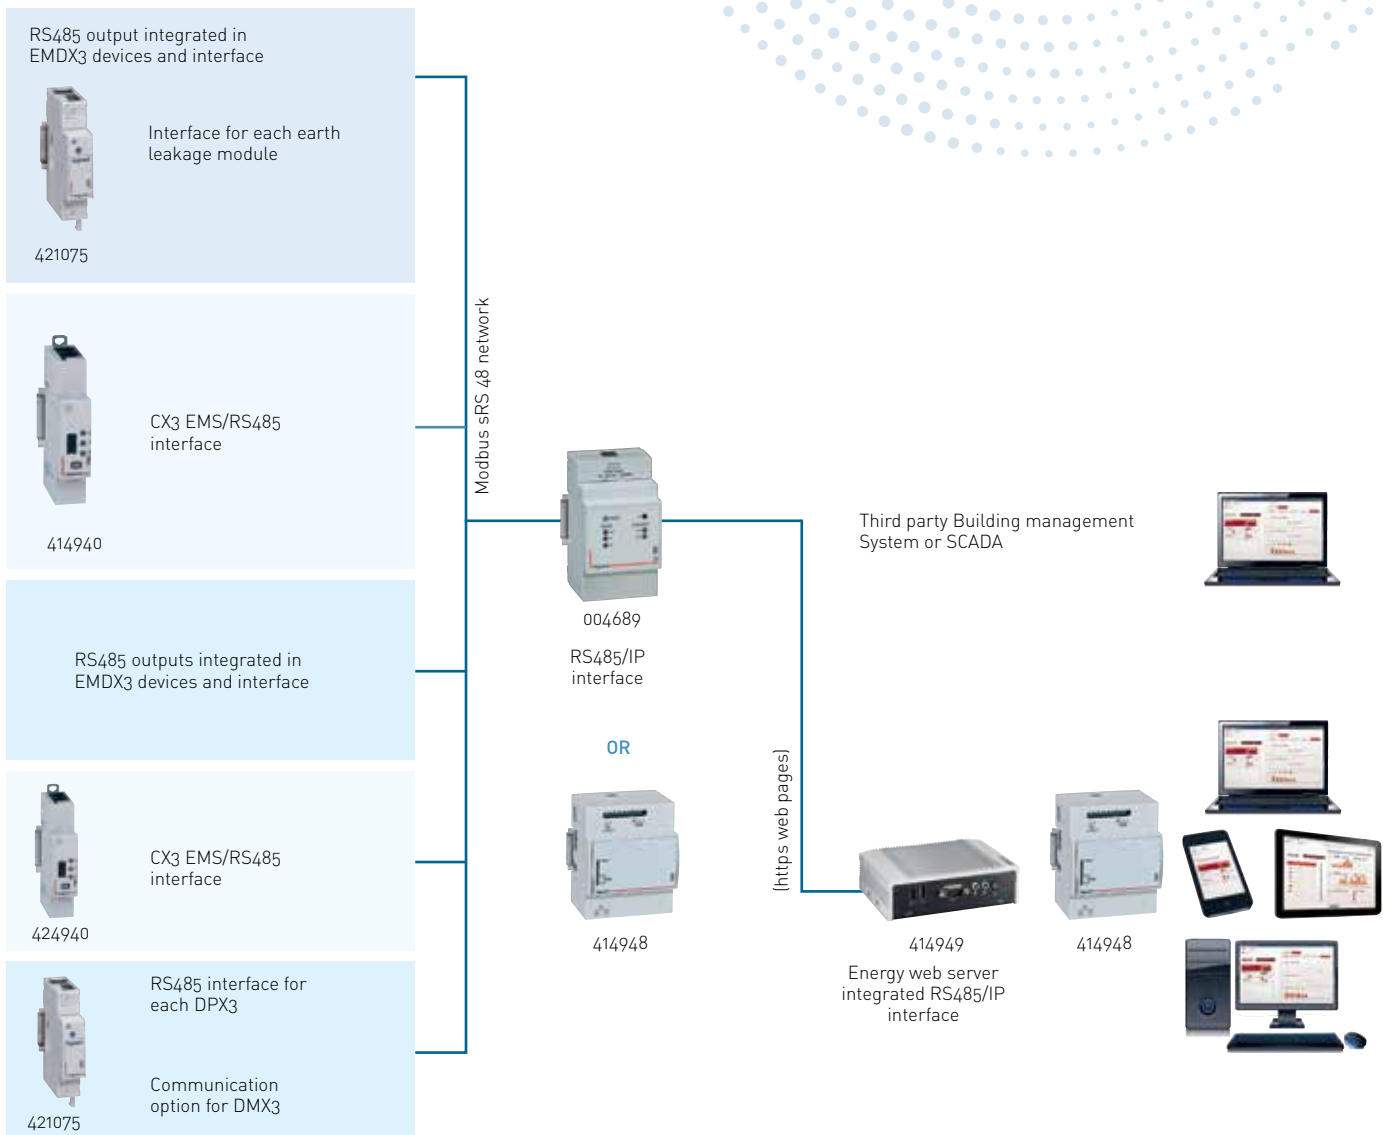 RS485 output integrated in
EMDX3 devices and interface
Interface for each earth
leakage module
421075
CX3 EMS/RS485
interface
414940
RS485 outputs integrated in
EMDX3 devices and interface
CX3 EMS/RS485
interface
424940
RS485 interface for
each DPX3
Communication
option for DMX3
421075
Modbus sRS 48 network
004689
RS485/IP
interface
OR
414948
(https web pages)
Third party Building management
System or SCADA
414949
Energy web server
integrated RS485/IP
interface
414948